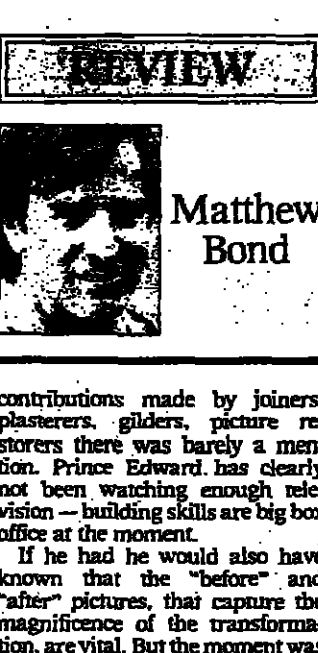 REVIEW
Matthew
Bond
contributions made by joiners,
plasterers, gilders, picture re
storers there was barely a men
tion. Prince Edward. has clearly
not been watching enough tele
vision — building skills are big box
office at the moment.
If he had he would also have
known that the "before" and
"after" pictures, that capture the
magnificence of the transforma
tion, are vital. But the moment was